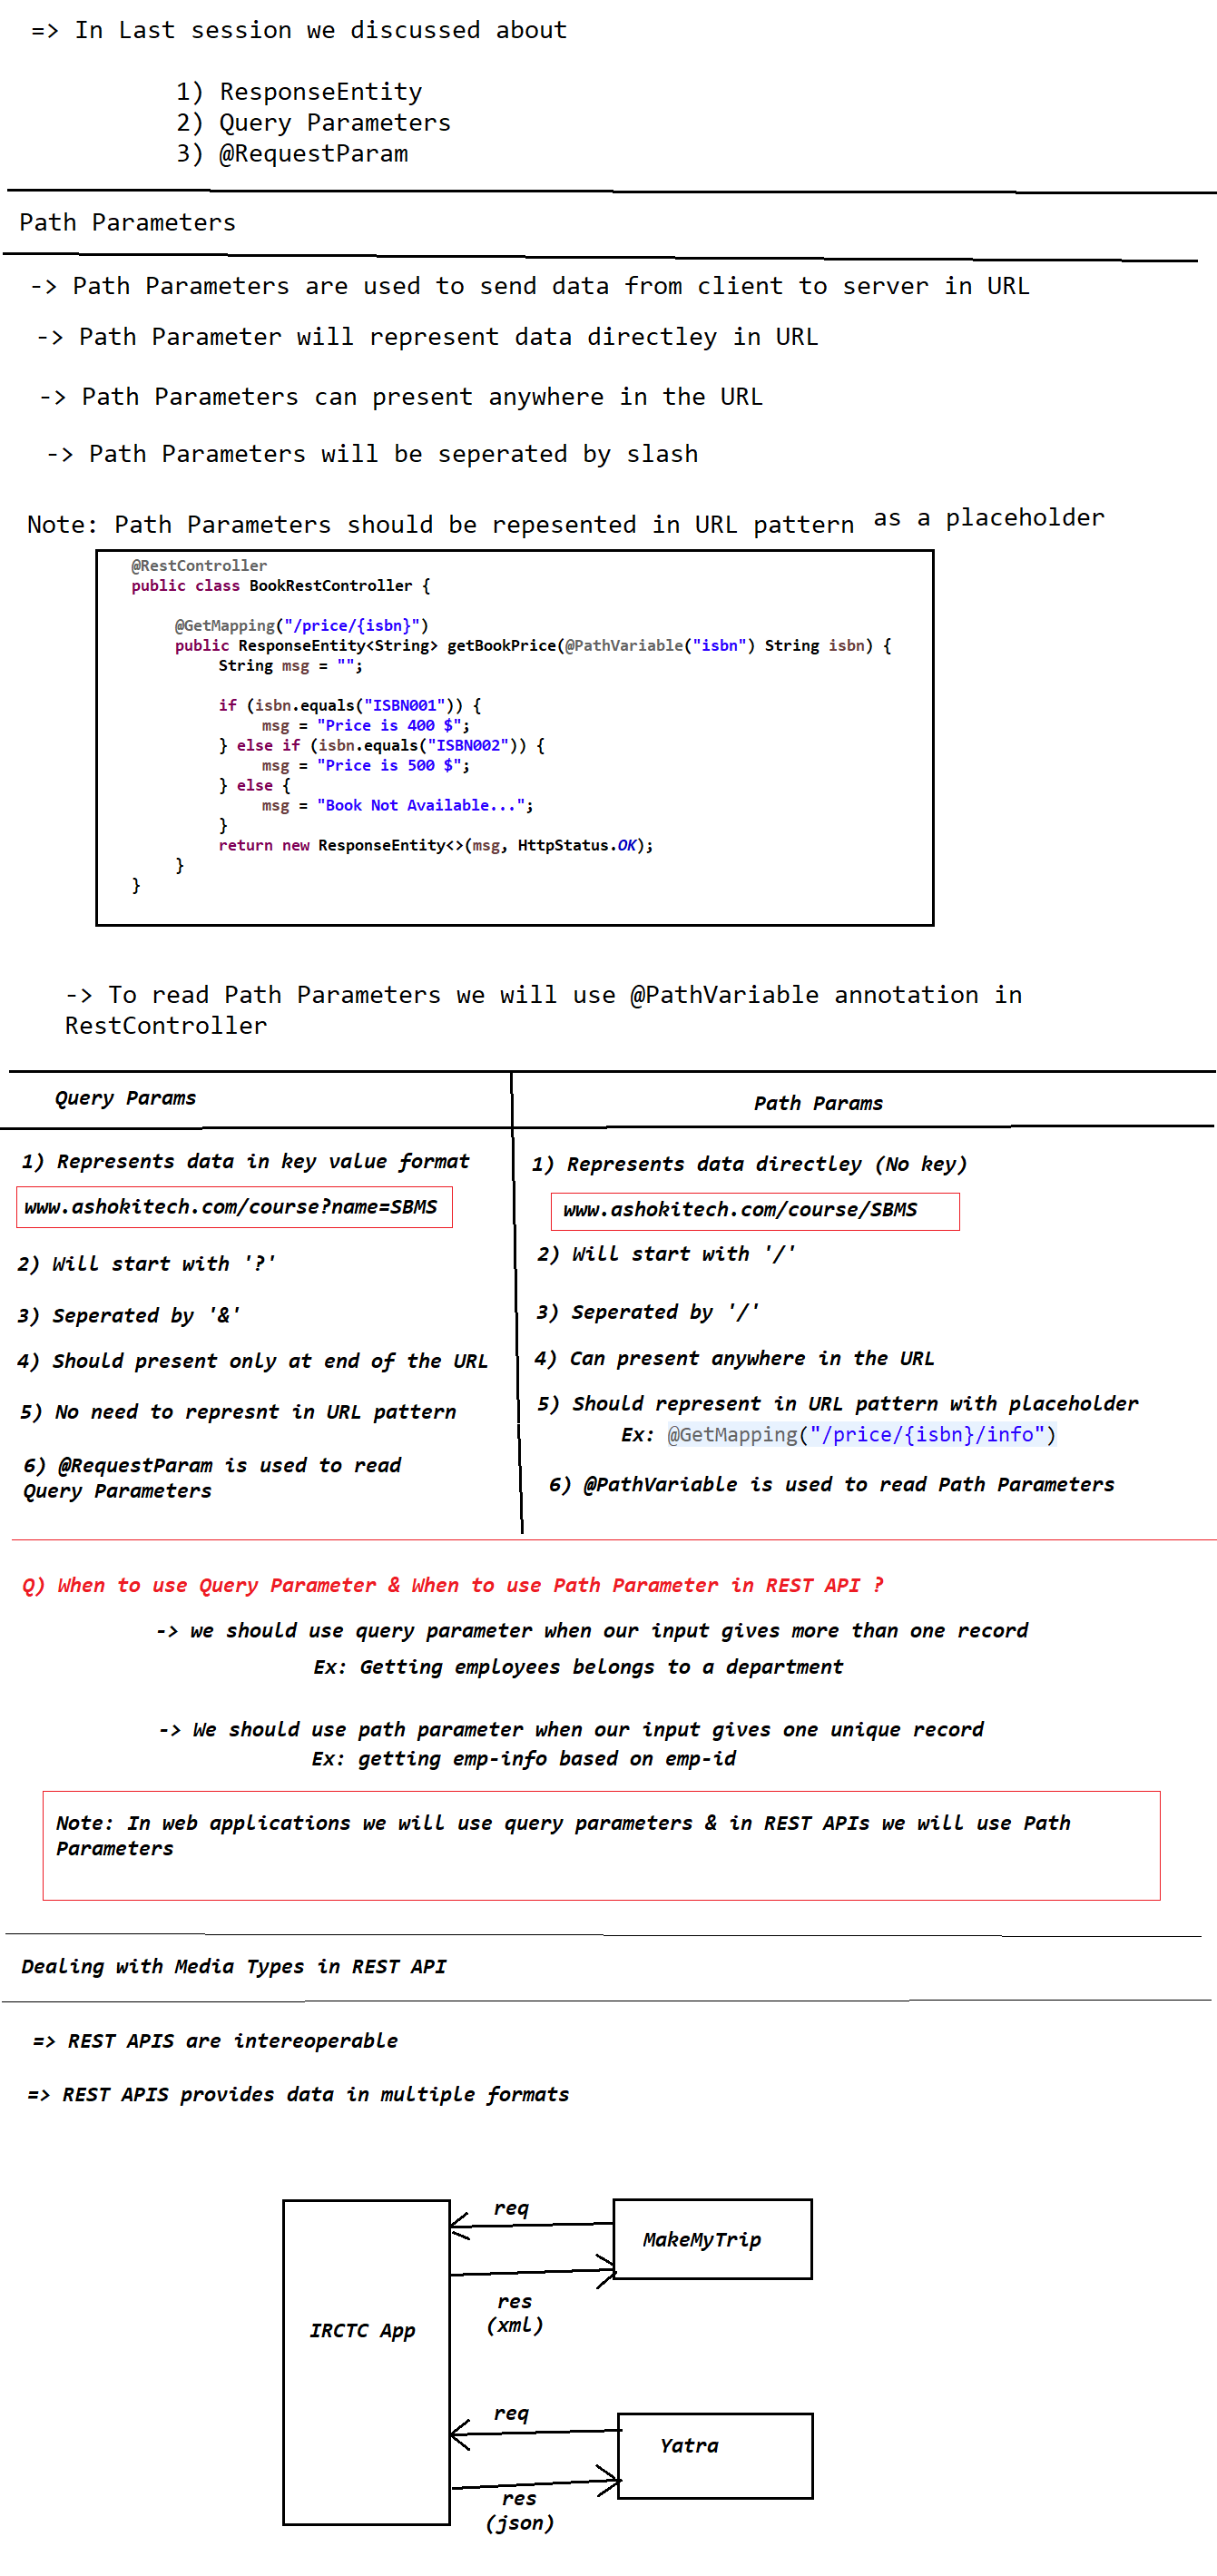 => In Last session we discussed about
1) ResponseEntity
2) Query Parameters
3) @RequestParam
Path Parameters
-> Path Parameters are used to send data from client to server in URL
-> Path Parameter will represent data directley in URL
-> Path Parameters can present anywhere in the URL
-> Path Parameters will be seperated by slash
Note: Path Parameters should be repesented in URL pattern as a placeholder
@RestController
public class BookRestController {
@GetMapping("/price/{isbn}")
public ResponseEntity<String> getBookPrice(@PathVariable("isbn") String isbn) {
String msg = "";
if (isbn.equals("ISBN001")) {
msg = "Price is 400 $";
} else if (isbn.equals("ISBN002")) {
msg = "Price is 500 $";
} else {
msg = "Book Not Available...";
}
return new ResponseEntity<>(msg, HttpStatus.OK);
}
}
-> To read Path Parameters we will use @PathVariable annotation in
RestController
Query Params
1) Represents data in key value format
www.ashokitech.com/course?name=SBMS
2) Will start with '?'
3) Seperated by '&'
4) Should present only at end of the URL
5) No need to represnt in URL pattern
6) @RequestParam is used to read
Query Parameters
Path Params
1) Represents data directley (No key)
www.ashokitech.com/course/SBMS
2) Will start with '/'
3) Seperated by '/'
4) Can present anywhere in the URL
5) Should represent in URL pattern with placeholder
Ex: @GetMapping("/price/{isbn}/info")
6) @PathVariable is used to read Path Parameters
Q) When to use Query Parameter & When to use Path Parameter in REST API ?
-> we should use query parameter when our input gives more than one record
Ex: Getting employees belongs to a department
-> We should use path parameter when our input gives one unique record
Ex: getting emp-info based on emp-id
Note: In web applications we will use query parameters & in REST APIs we will use Path
Parameters
Dealing with Media Types in REST API
=> REST APIS are intereoperable
=> REST APIS provides data in multiple formats
req
MakeMyTrip
res
(xml)
IRCTC App
req
Yatra
res
(json)